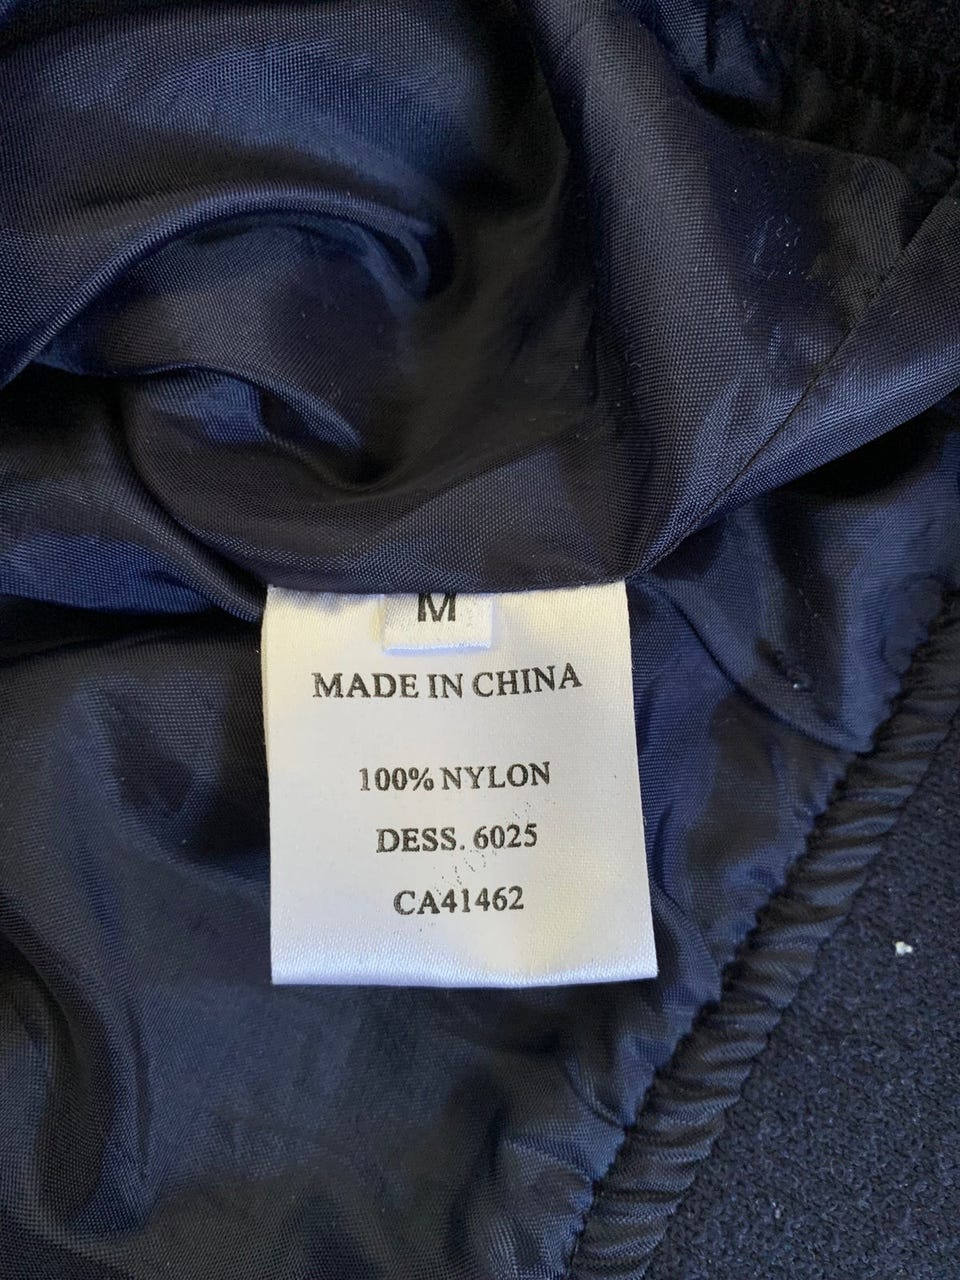 M
MADE IN CHINA
100% NYLON
DESS. 6025
CA41462